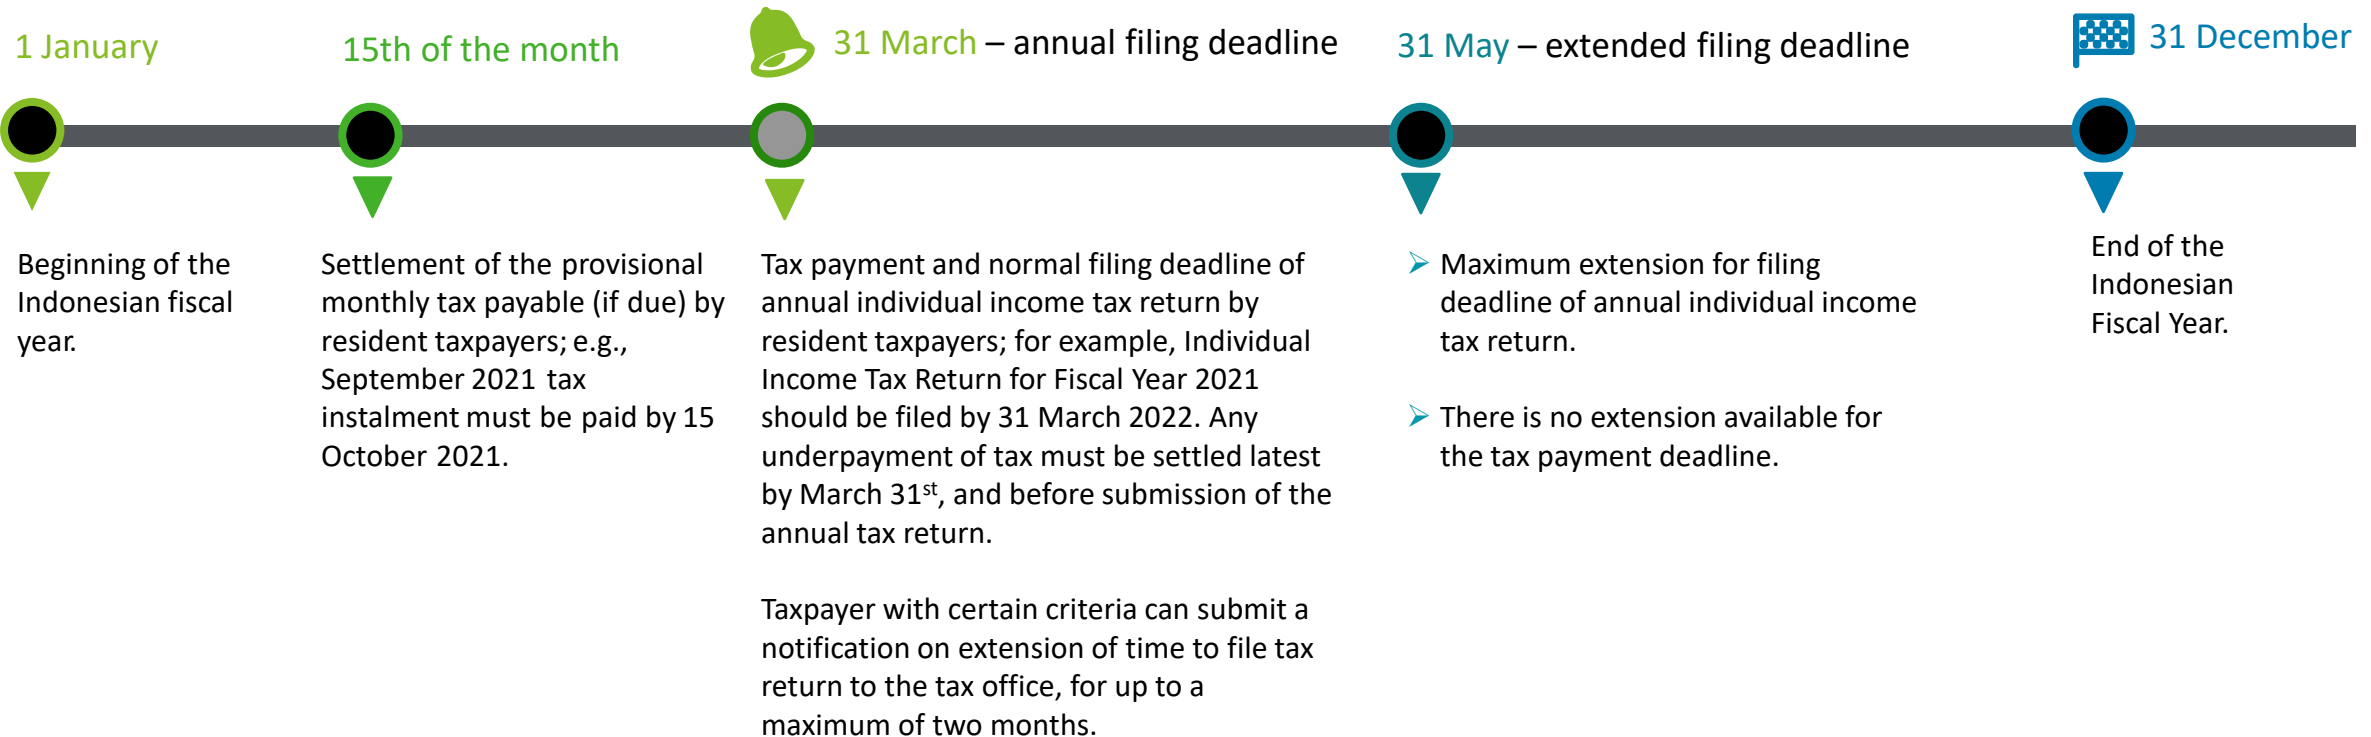 1 January
Beginning of the
Indonesian fiscal
year.
15th of the month
Settlement of the provisional
monthly tax payable (if due) by
resident taxpayers; e.g.,
September 2021 tax
instalment must be paid by 15
October 2021.
31 March – annual filing deadline
Tax payment and normal filing deadline of
annual individual income tax return by
resident taxpayers; for example, Individual
Income Tax Return for Fiscal Year 2021
should be filed by 31 March 2022. Any
underpayment of tax must be settled latest
by March 31st, and before submission of the
annual tax return.
Taxpayer with certain criteria can submit a
notification on extension of time to file tax
return to the tax office, for up to a
maximum of two months.
31 May – extended filing deadline
Maximum extension for filing
deadline of annual individual income
tax return.
There is no extension available for
the tax payment deadline.
31 December
End of the
Indonesian
Fiscal Year.